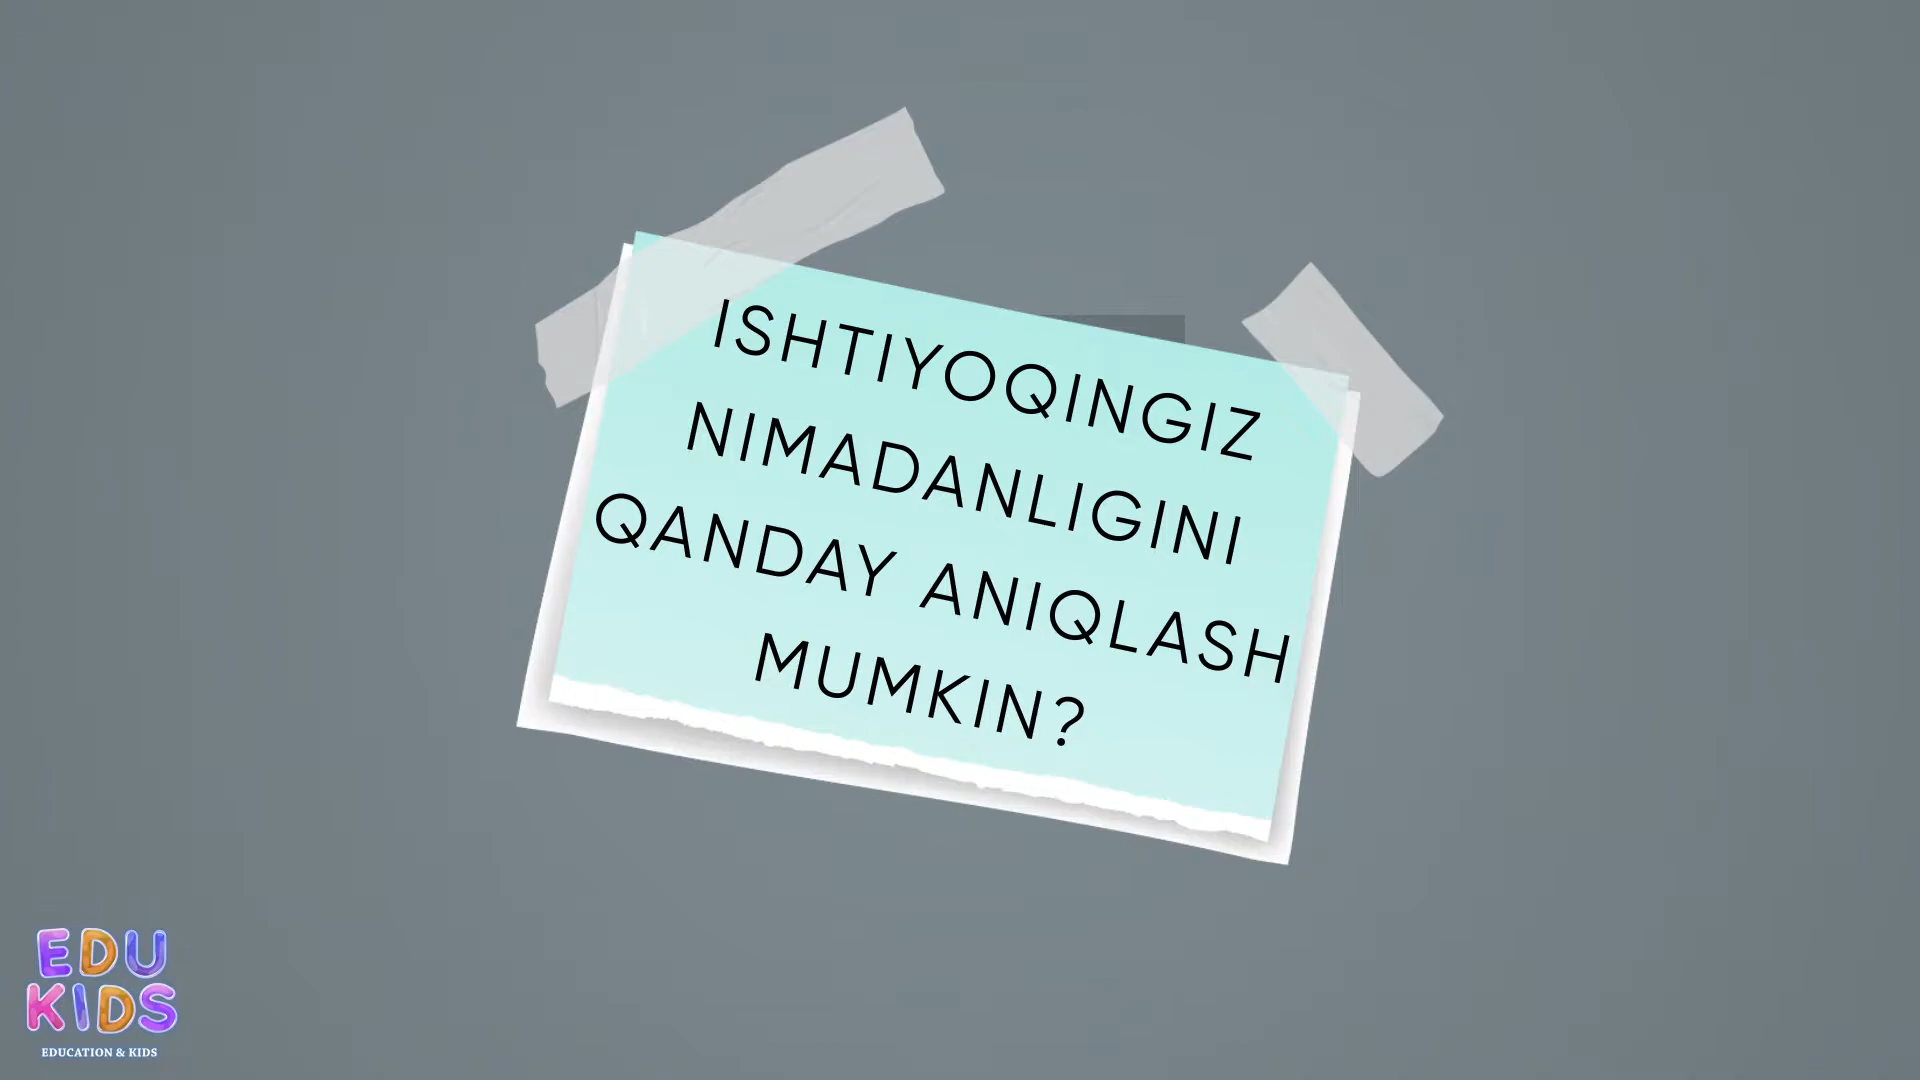 ISHTIYOQINGIZ
NIMADANLIGINI
QANDAY ANIQLASH
MUMKIN?
EDU
KIDS
EDUCATION & KIDS